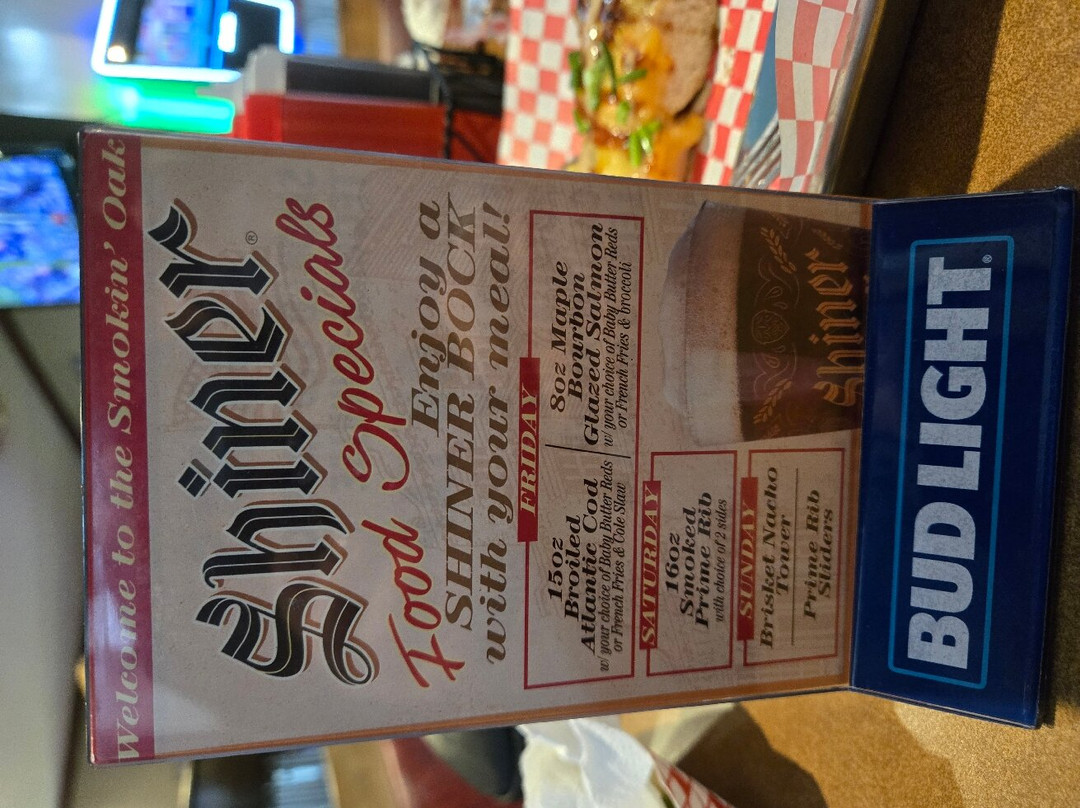 Welcome to the Smokin' Oak
Shiner®
Food Specials
Enjoy a
SHINER BOCK
with your meal!
FRIDAY
15oz
Broiled
Atlantic Cod
w/ your choice of Baby Butter Reds
or French Fries & Cole Slaw
8oz Maple
Bourbon
Glazed Salmon
w/ your choice of Baby Butter Reds
or French Fries & broccoli
SATURDAY
16oz
Smoked
Prime Rib
with choice of 2 sides
SUNDAY
Brisket Nacho
Tower
Prime Rib
Sliders
Shiner
BUD LIGHT®